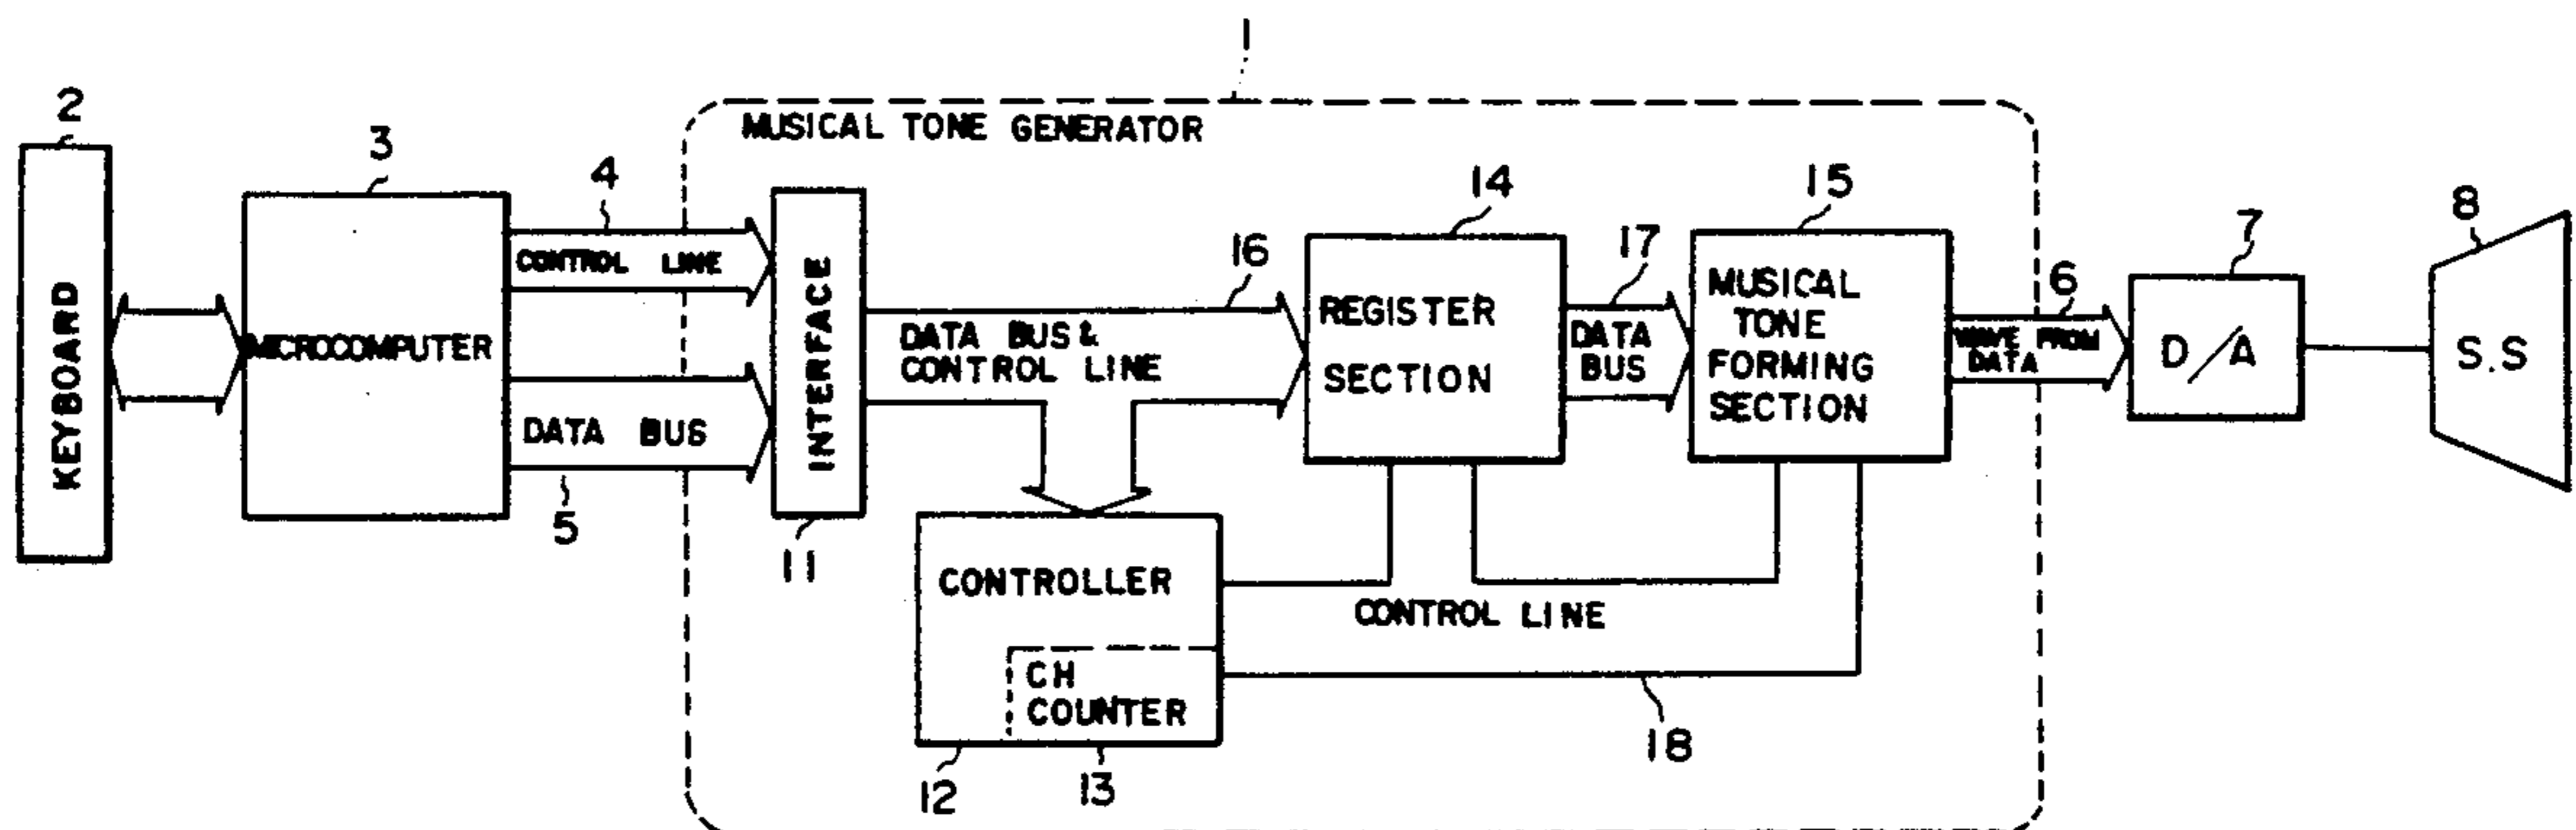 1
MUSICAL TONE GENERATOR
2
KEYBOARD
3
MICROCOMPUTER
4
CONTROL LINE
DATA BUS
5
INTERFACE
11
16
DATA BUS &
CONTROL LINE
14
REGISTER
SECTION
17
DATA
BUS
15
MUSICAL
TONE
FORMING
SECTION
6
WAVE FROM
DATA
7
D/A
8
S.S
CONTROLLER
CH
COUNTER
12
13
CONTROL LINE
18